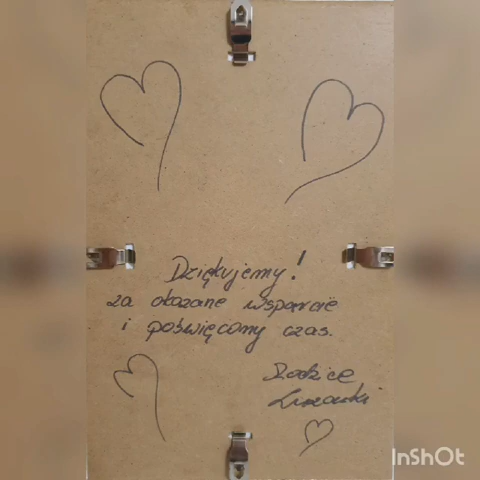 Dziękujemy!
za okazane wsparcie
i poświęcony czas.
Rodzice
InShOt